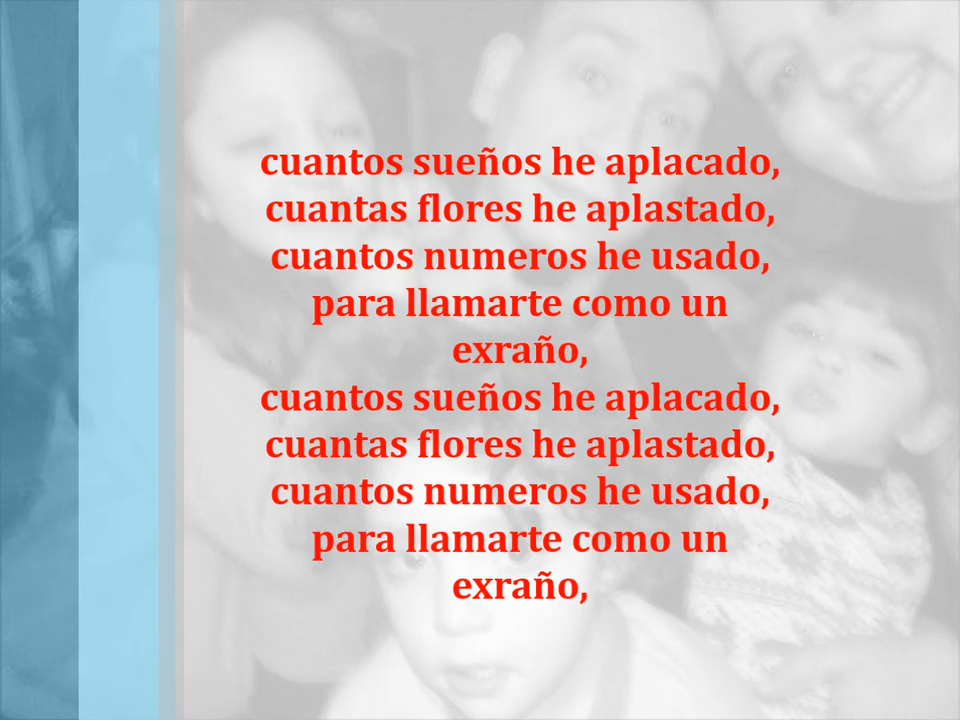 cuantos sueños he aplacado,
cuantas flores he aplastado,
cuantos numeros he usado,
para llamarte como un
exraño,
cuantos sueños he aplacado,
cuantas flores he aplastado,
cuantos numeros he usado,
para llamarte como un
exraño,